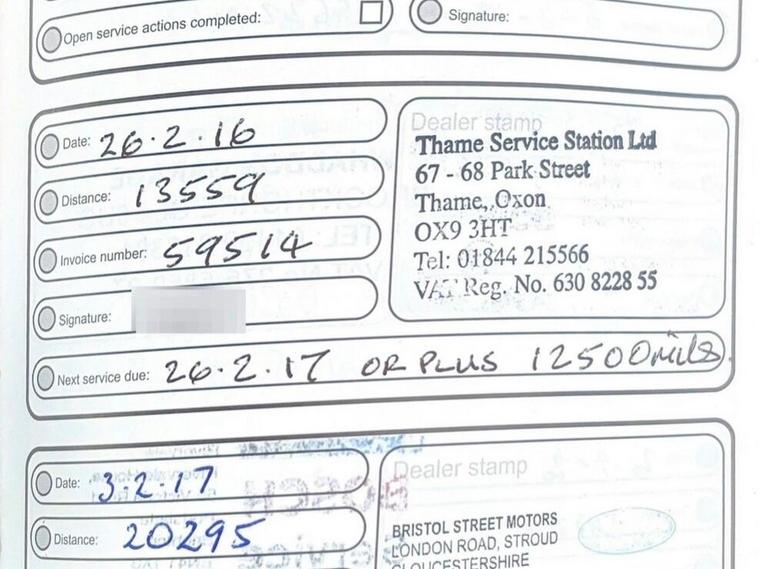 Open service actions completed:
Signature:
Date: 26.2.16
Distance: 13559
Invoice number: 59514
Signature:
Next service due: 26.2.17 OR PLUS 12500 miles
Dealer stamp
Thame Service Station Ltd
67 - 68 Park Street
Thame, Oxon
OX9 3HT
Tel: 01844 215566
VAT Reg. No. 630 8228 55
Date: 3.2.17
Distance: 20295
Dealer stamp
BRISTOL STREET MOTORS
LONDON ROAD, STROUD
GLOUCESTERSHIRE